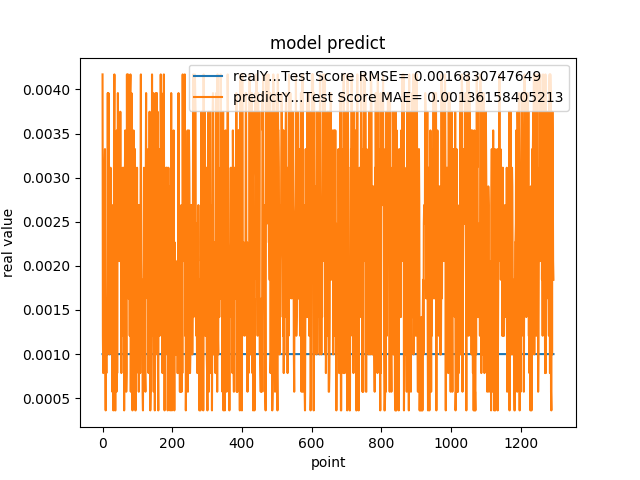 model predict
realY...Test Score RMSE= 0.0016830747649
predictY...Test Score MAE= 0.00136158405213
0.0040
0.0035
0.0030
0.0025
0.0020
0.0015
0.0010
0.0005
real value
0 200 400 600 800 1000 1200
point